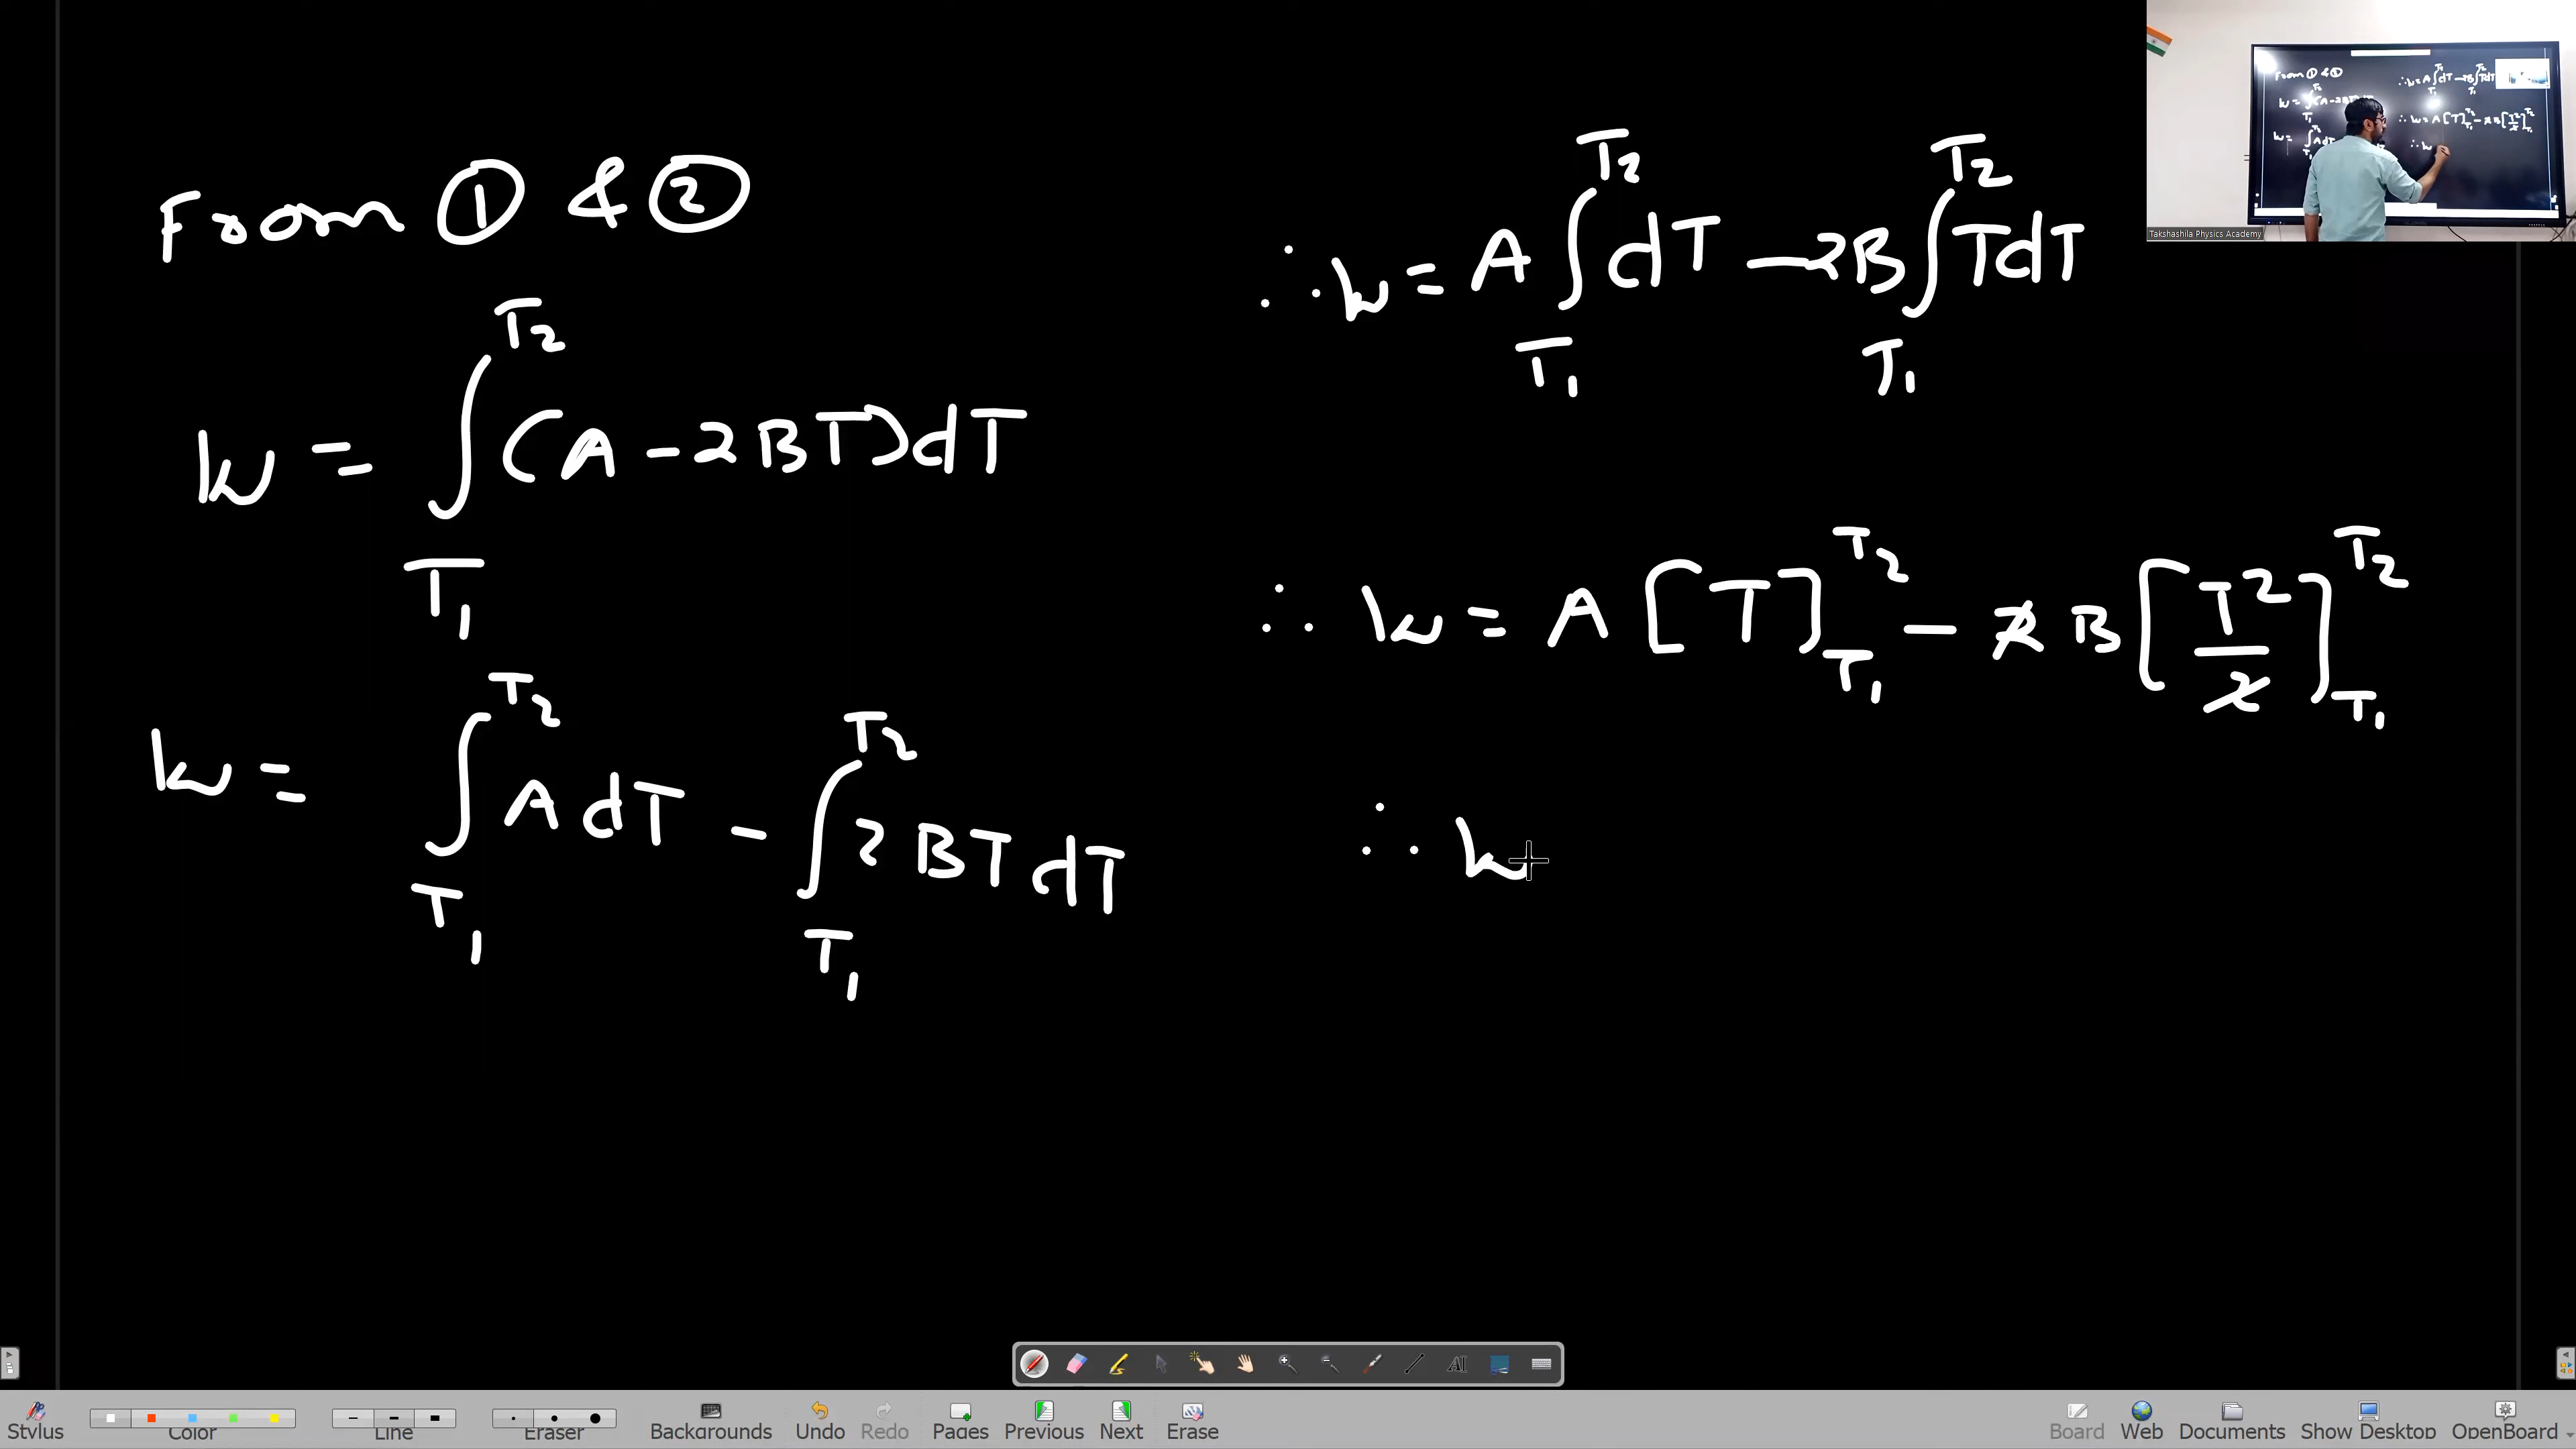 From ① & ②
W = ∫_{T₁}^{T₂} (A - 2BT)dT
W = ∫_{T₁}^{T₂} A dT - ∫_{T₁}^{T₂} 2BT dT
∴ W = A ∫_{T₁}^{T₂} dT - 2B ∫_{T₁}^{T₂} TdT
∴ W = A [T]_{T₁}^{T₂} - 2B [T²/2]_{T₁}^{T₂}
∴ W
Takshashila Physics Academy
Stylus Color Line Eraser Backgrounds Undo Redo Pages Previous Next Erase Board Web Documents Show Desktop OpenBoard